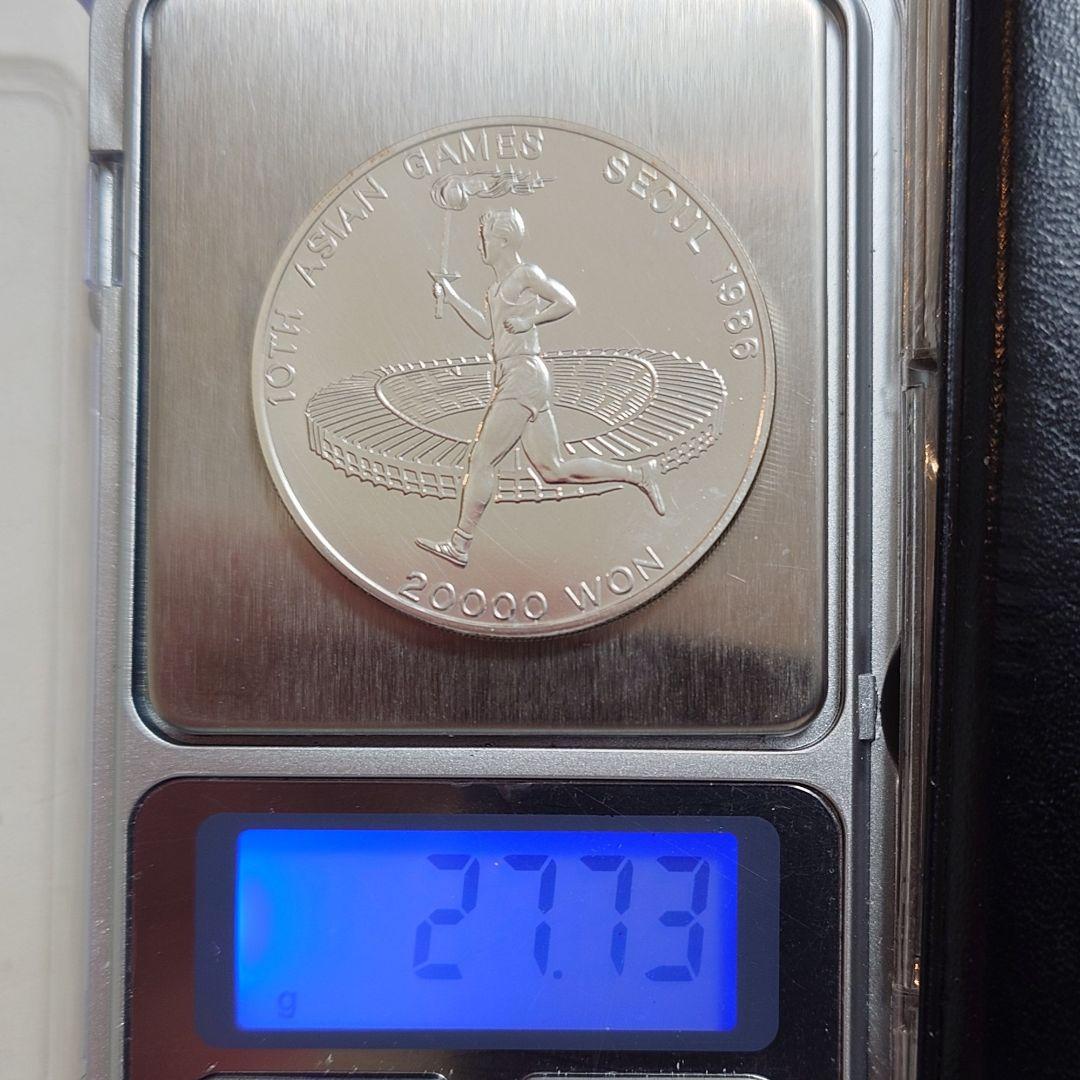 10TH ASIAN GAMES SEOUL 1986
20000 WON
27.73
g